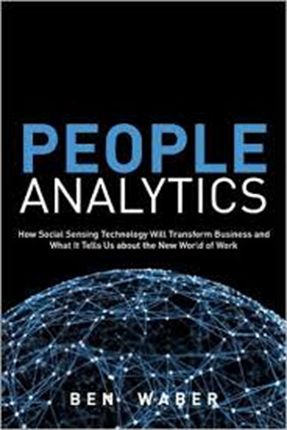 PEOPLE
ANALYTICS
How Social Sensing Technology Will Transform Business and
What It Tells Us about the New World of Work
BEN WABER